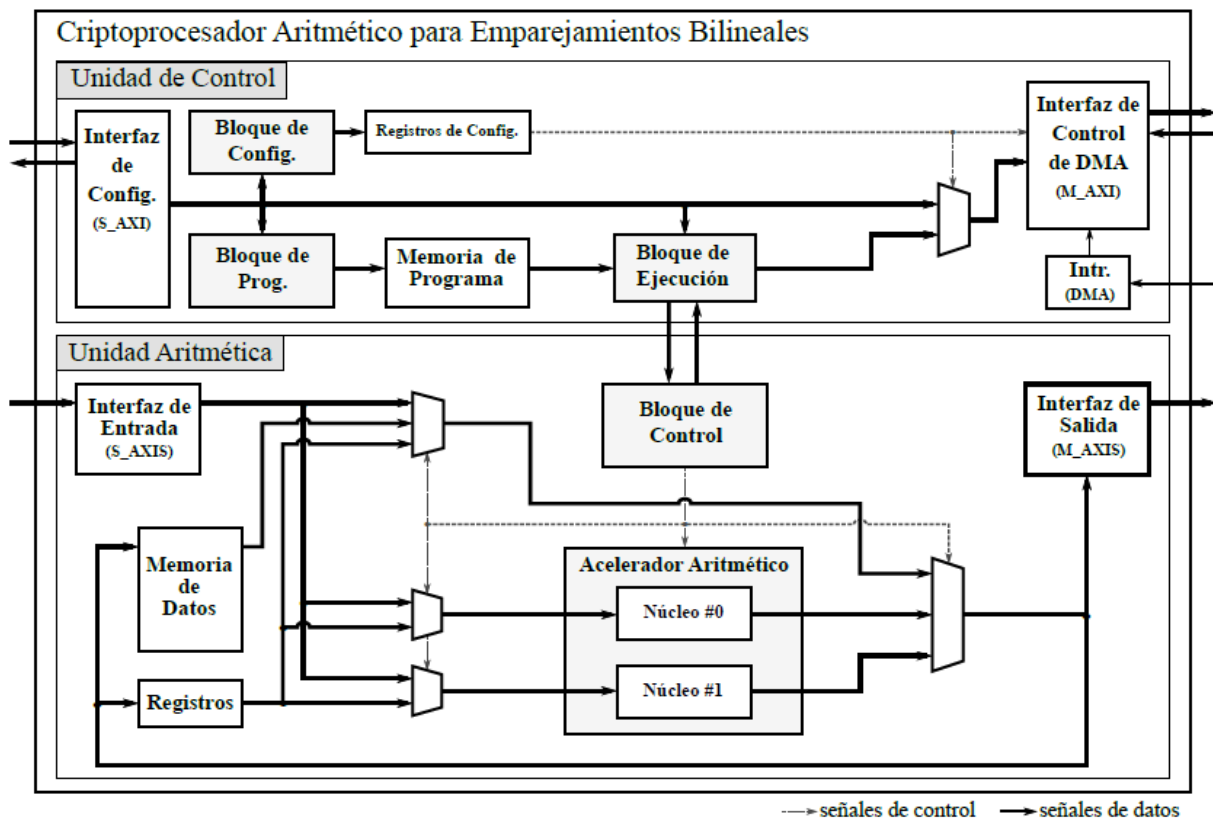 Criptoprocesador Aritmético para Emparejamientos Bilineales
Unidad de Control
Interfaz
de
Config.
(S_AXI)
Bloque de
Config.
Registros de Config.
Bloque de
Prog.
Memoria de
Programa
Bloque de
Ejecución
Interfaz de
Control
de DMA
(M_AXI)
Intr.
(DMA)
Unidad Aritmética
Interfaz de
Entrada
(S_AXIS)
Bloque de
Control
Interfaz de
Salida
(M_AXIS)
Memoria
de
Datos
Registros
Acelerador Aritmético
Núcleo #0
Núcleo #1
señales de control
señales de datos